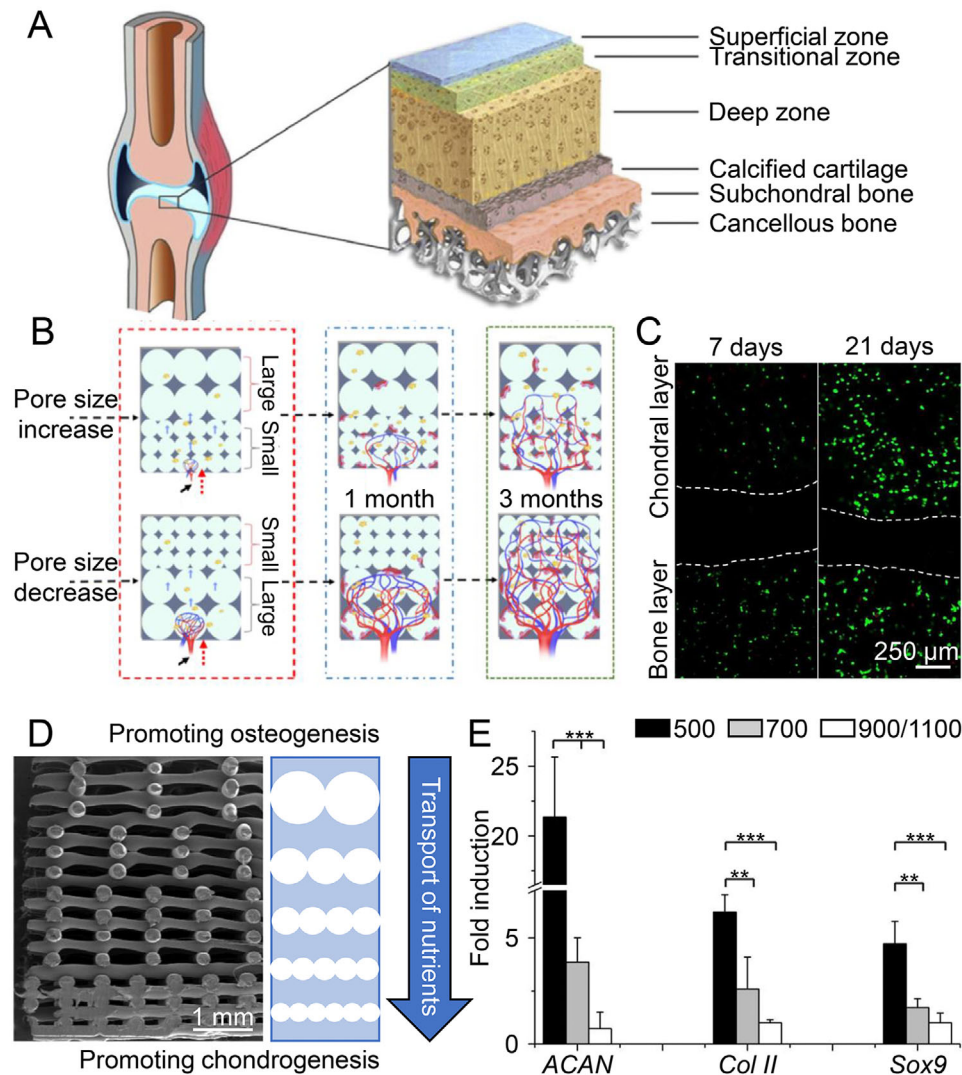 A
Superficial zone
Transitional zone
Deep zone
Calcified cartilage
Subchondral bone
Cancellous bone
B
Pore size
increase
Large
Small
1 month
3 months
Pore size
decrease
Small
Large
C
7 days
21 days
Chondral layer
Bone layer
250 µm
D
Promoting osteogenesis
Transport of nutrients
1 mm
Promoting chondrogenesis
E
500
700
900/1100
Fold induction
25
20
5
0
***
**
***
**
***
ACAN
Col II
Sox9